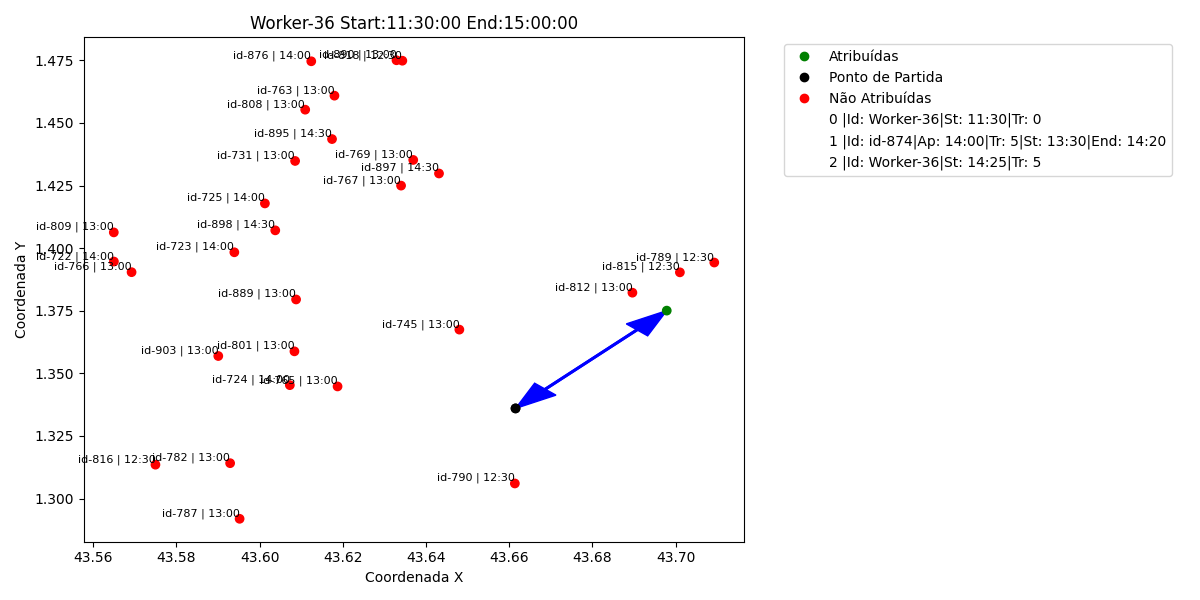 Worker-36 Start:11:30:00 End:15:00:00
Coordenada Y
1.475
1.450
1.425
1.400
1.375
1.350
1.325
1.300
id-876 | 14:00
id-890 | 13:00
id-818 | 12:30
id-763 | 13:00
id-808 | 13:00
id-895 | 14:30
id-731 | 13:00
id-769 | 13:00
id-897 | 14:30
id-767 | 13:00
id-725 | 14:00
id-809 | 13:00
id-898 | 14:30
id-723 | 14:00
id-722 | 14:00
id-766 | 13:00
id-789 | 12:30
id-815 | 12:30
id-812 | 13:00
id-889 | 13:00
id-745 | 13:00
id-903 | 13:00
id-801 | 13:00
id-724 | 14:00
id-765 | 13:00
id-816 | 12:30
id-782 | 13:00
id-790 | 12:30
id-787 | 13:00
43.56 43.58 43.60 43.62 43.64 43.66 43.68 43.70
Coordenada X
Atribuídas
Ponto de Partida
Não Atribuídas
0 |Id: Worker-36|St: 11:30|Tr: 0
1 |Id: id-874|Ap: 14:00|Tr: 5|St: 13:30|End: 14:20
2 |Id: Worker-36|St: 14:25|Tr: 5